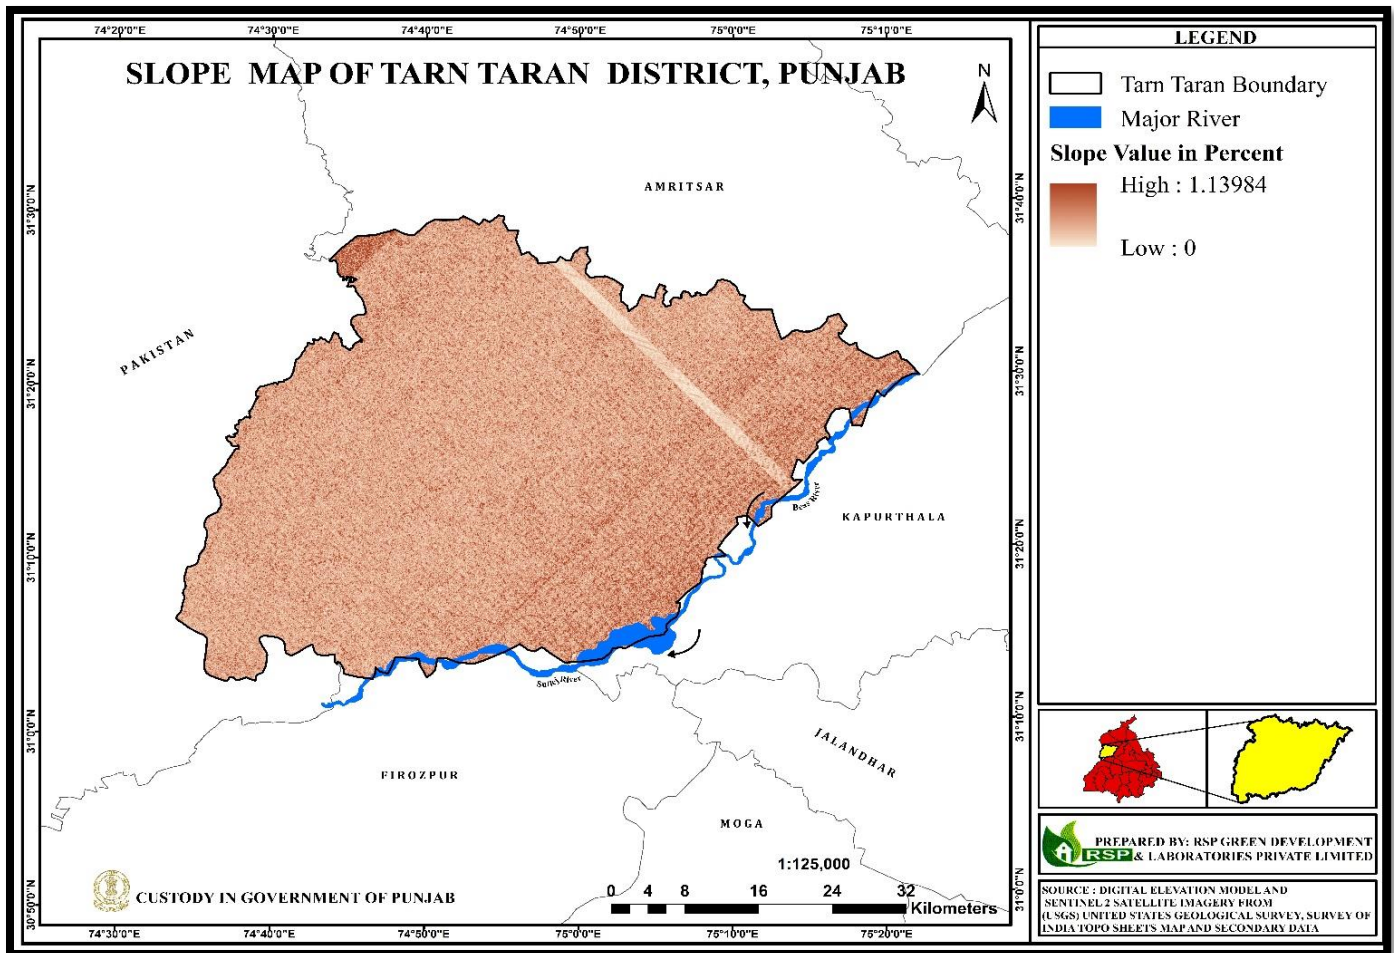 74°20'0"E 74°30'0"E 74°40'0"E 74°50'0"E 75°0'0"E 75°10'0"E
SLOPE MAP OF TARN TARAN DISTRICT, PUNJAB
N
AMRITSAR
PAKISTAN
KAPURTHALA
Beas River
Sutlej River
JALANDHAR
FIROZPUR
MOGA
1:125,000
0 4 8 16 24 32
Kilometers
CUSTODY IN GOVERNMENT OF PUNJAB
31°30'0"N
31°20'0"N
31°10'0"N
31°0'0"N
30°50'0"N
31°40'0"N
31°30'0"N
31°20'0"N
31°10'0"N
31°0'0"N
74°30'0"E 74°40'0"E 74°50'0"E 75°0'0"E 75°10'0"E 75°20'0"E
LEGEND
Tarn Taran Boundary
Major River
Slope Value in Percent
High : 1.13984
Low : 0
RSP
PREPARED BY: RSP GREEN DEVELOPMENT
& LABORATORIES PRIVATE LIMITED
SOURCE : DIGITAL ELEVATION MODEL AND
SENTINEL 2 SATELLITE IMAGERY FROM
(USGS) UNITED STATES GEOLOGICAL SURVEY, SURVEY OF
INDIA TOPO SHEETS MAP AND SECONDARY DATA